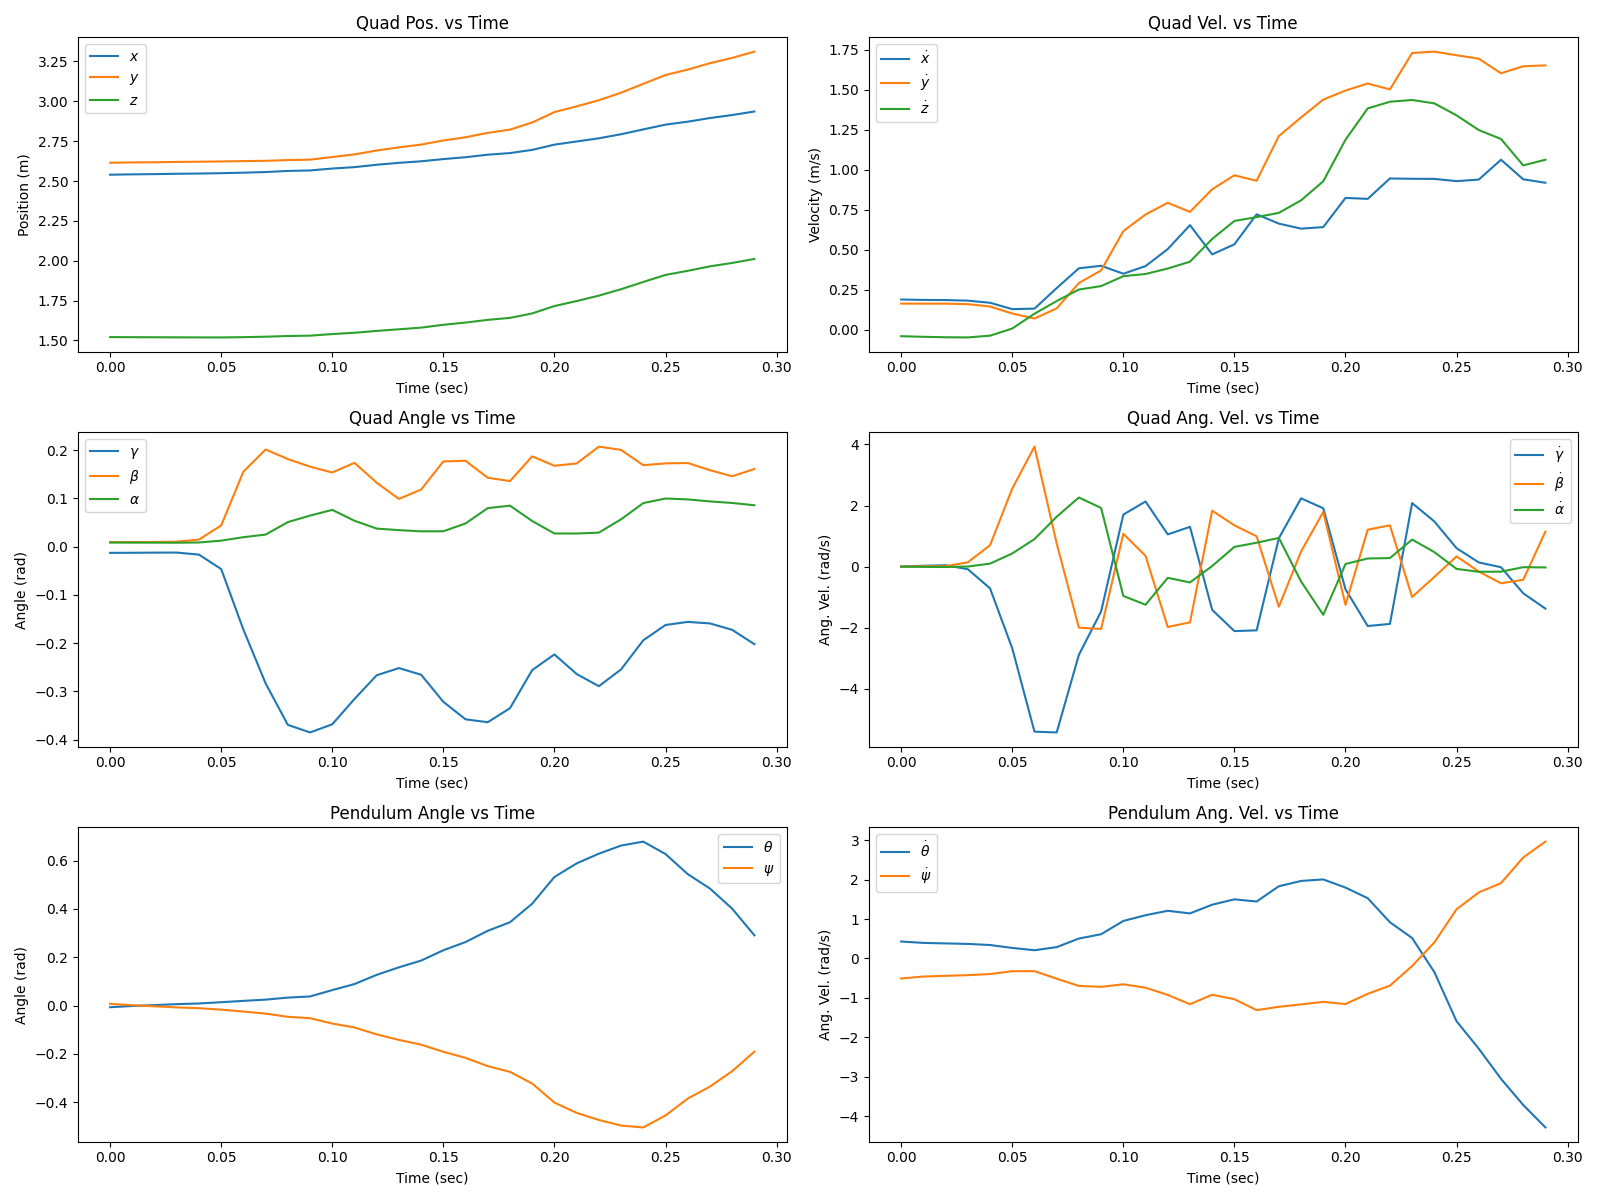 Quad Pos. vs Time
x
y
z
Position (m)
3.25
3.00
2.75
2.50
2.25
2.00
1.75
1.50
0.00 0.05 0.10 0.15 0.20 0.25 0.30
Time (sec)
Quad Vel. vs Time
ẋ
ẏ
ż
Velocity (m/s)
1.75
1.50
1.25
1.00
0.75
0.50
0.25
0.00
0.00 0.05 0.10 0.15 0.20 0.25 0.30
Time (sec)
Quad Angle vs Time
γ
β
α
Angle (rad)
0.2
0.1
0.0
−0.1
−0.2
−0.3
−0.4
0.00 0.05 0.10 0.15 0.20 0.25 0.30
Time (sec)
Quad Ang. Vel. vs Time
γ̇
β̇
α̇
Ang. Vel. (rad/s)
4
2
0
−2
−4
0.00 0.05 0.10 0.15 0.20 0.25 0.30
Time (sec)
Pendulum Angle vs Time
θ
ψ
Angle (rad)
0.6
0.4
0.2
0.0
−0.2
−0.4
0.00 0.05 0.10 0.15 0.20 0.25 0.30
Time (sec)
Pendulum Ang. Vel. vs Time
θ̇
ψ̇
Ang. Vel. (rad/s)
3
2
1
0
−1
−2
−3
−4
0.00 0.05 0.10 0.15 0.20 0.25 0.30
Time (sec)